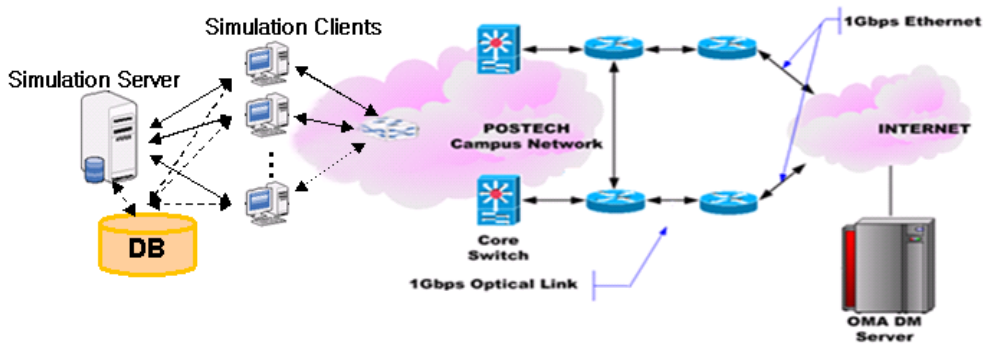 Simulation Clients
1Gbps Ethernet
Simulation Server
POSTECH
Campus Network
INTERNET
DB
Core
Switch
1Gbps Optical Link
OMA DM
Server